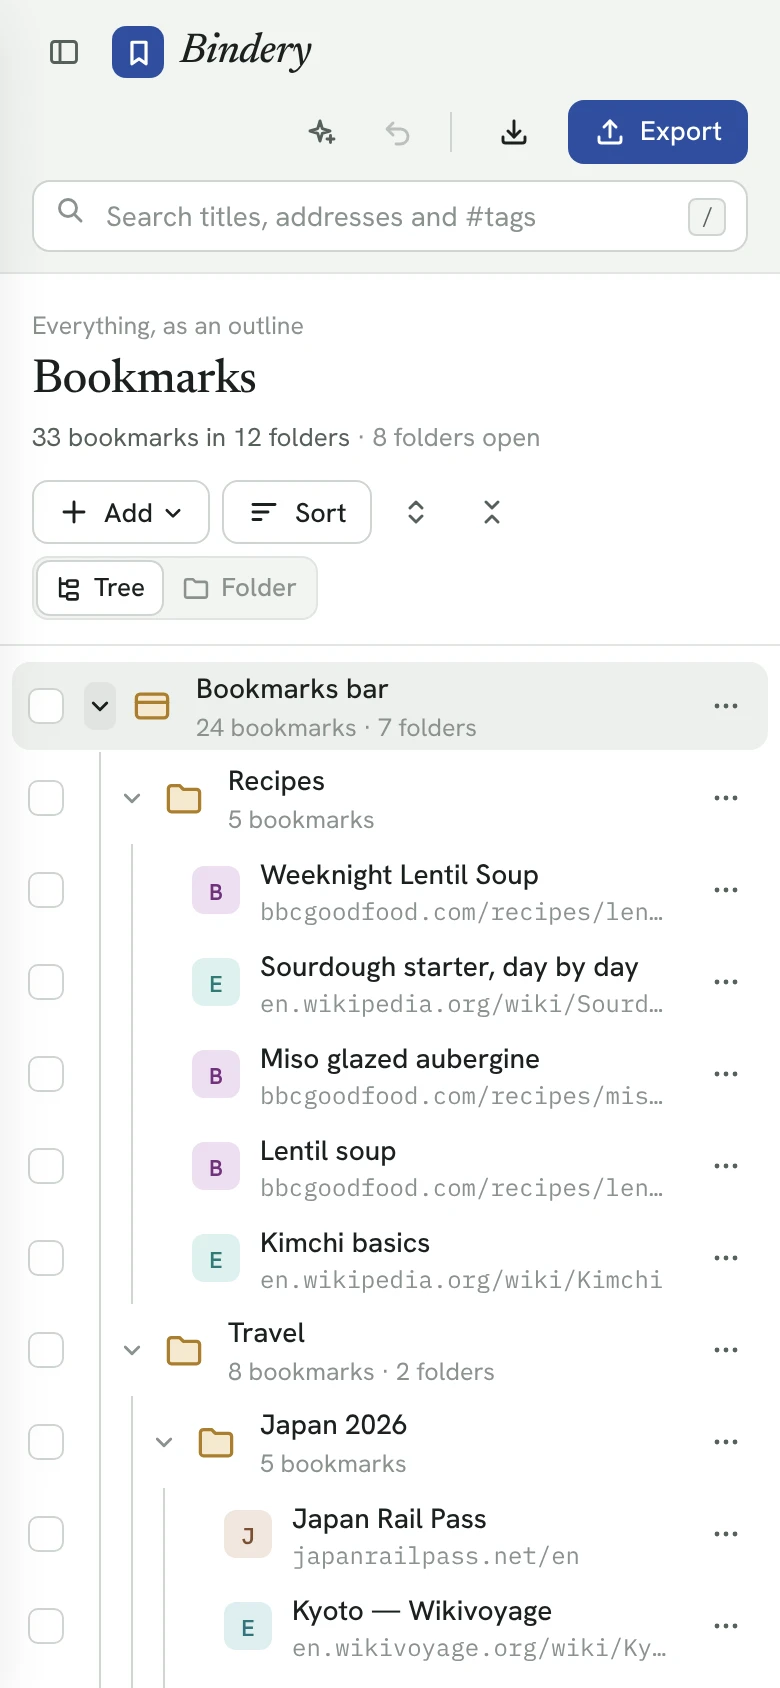 Bindery
Export
Search titles, addresses and #tags
/
Everything, as an outline
Bookmarks
33 bookmarks in 12 folders · 8 folders open
Add
Sort
Tree
Folder
Bookmarks bar
24 bookmarks · 7 folders
Recipes
5 bookmarks
B
Weeknight Lentil Soup
bbcgoodfood.com/recipes/len…
E
Sourdough starter, day by day
en.wikipedia.org/wiki/Sourd…
B
Miso glazed aubergine
bbcgoodfood.com/recipes/mis…
B
Lentil soup
bbcgoodfood.com/recipes/len…
E
Kimchi basics
en.wikipedia.org/wiki/Kimchi
Travel
8 bookmarks · 2 folders
Japan 2026
5 bookmarks
J
Japan Rail Pass
japanrailpass.net/en
E
Kyoto — Wikivoyage
en.wikivoyage.org/wiki/Ky…